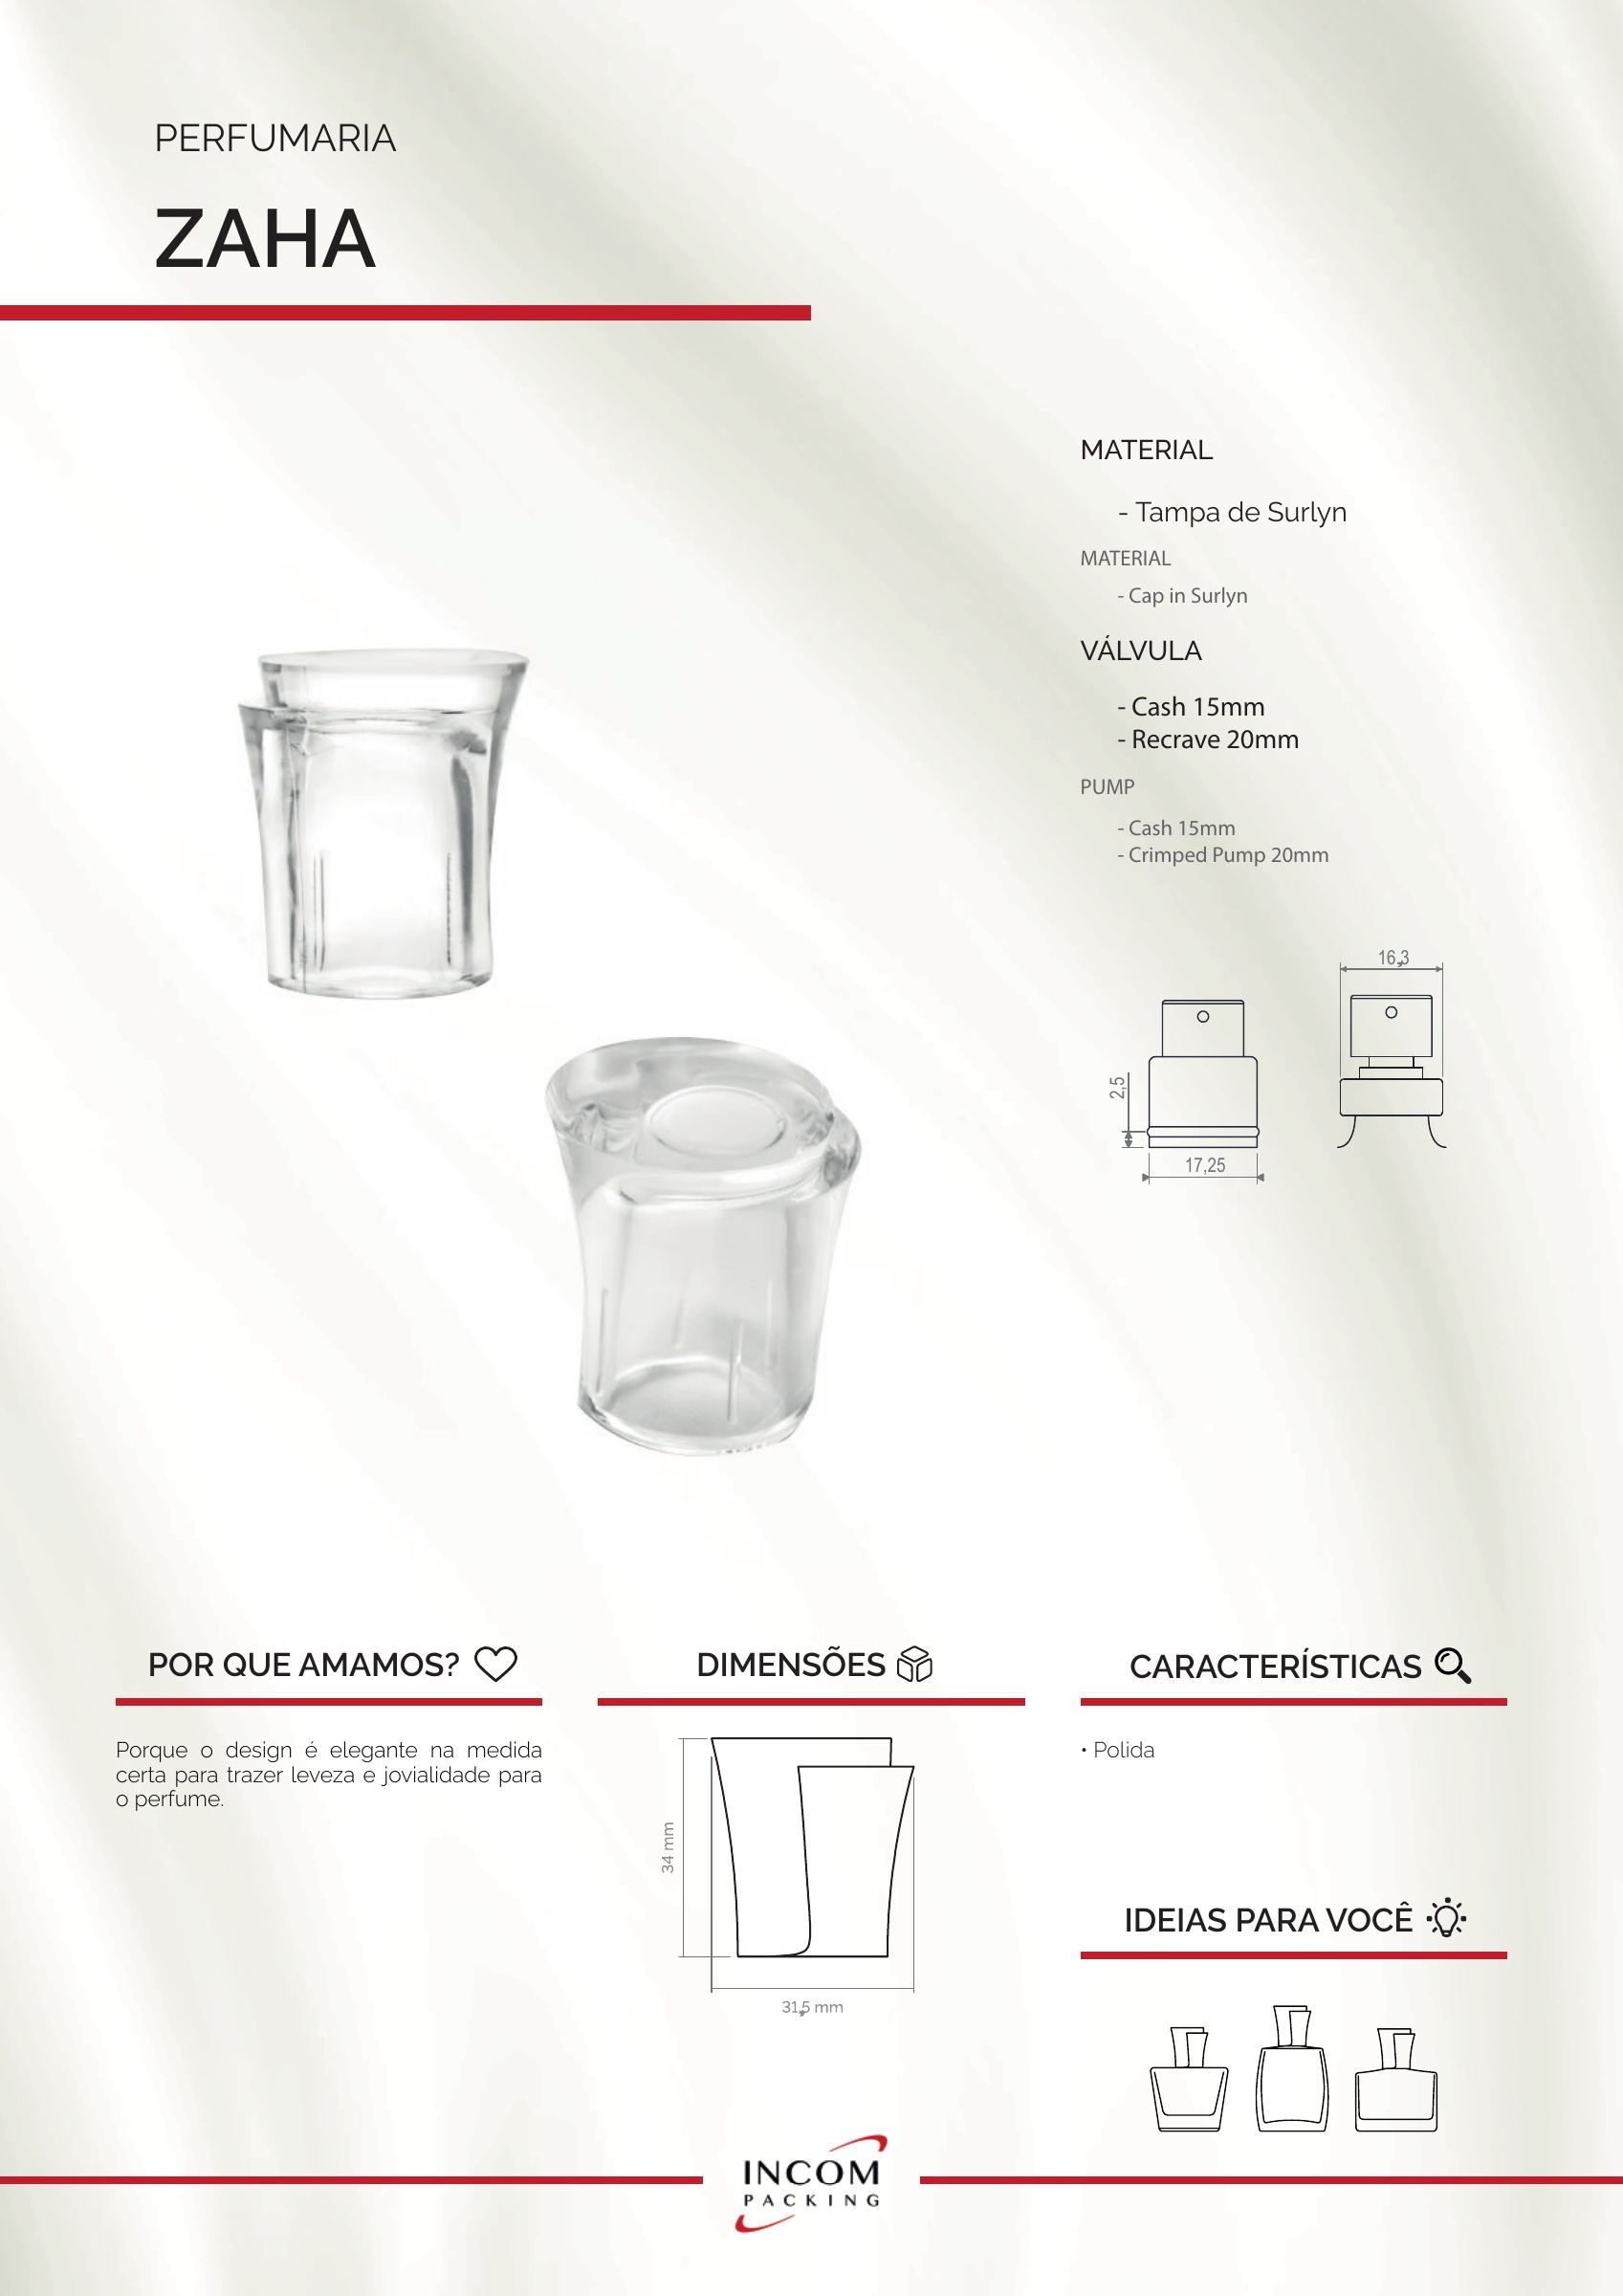 PERFUMARIA
ZAHA
MATERIAL
- Tampa de Surlyn
MATERIAL
- Cap in Surlyn
VÁLVULA
- Cash 15mm
- Recrave 20mm
PUMP
- Cash 15mm
- Crimped Pump 20mm
16,3
2,5
17,25
POR QUE AMAMOS?
Porque o design é elegante na medida
certa para trazer leveza e jovialidade para
o perfume.
DIMENSÕES
34 mm
31,5 mm
CARACTERÍSTICAS
• Polida
IDEIAS PARA VOCÊ
INCOM
PACKING